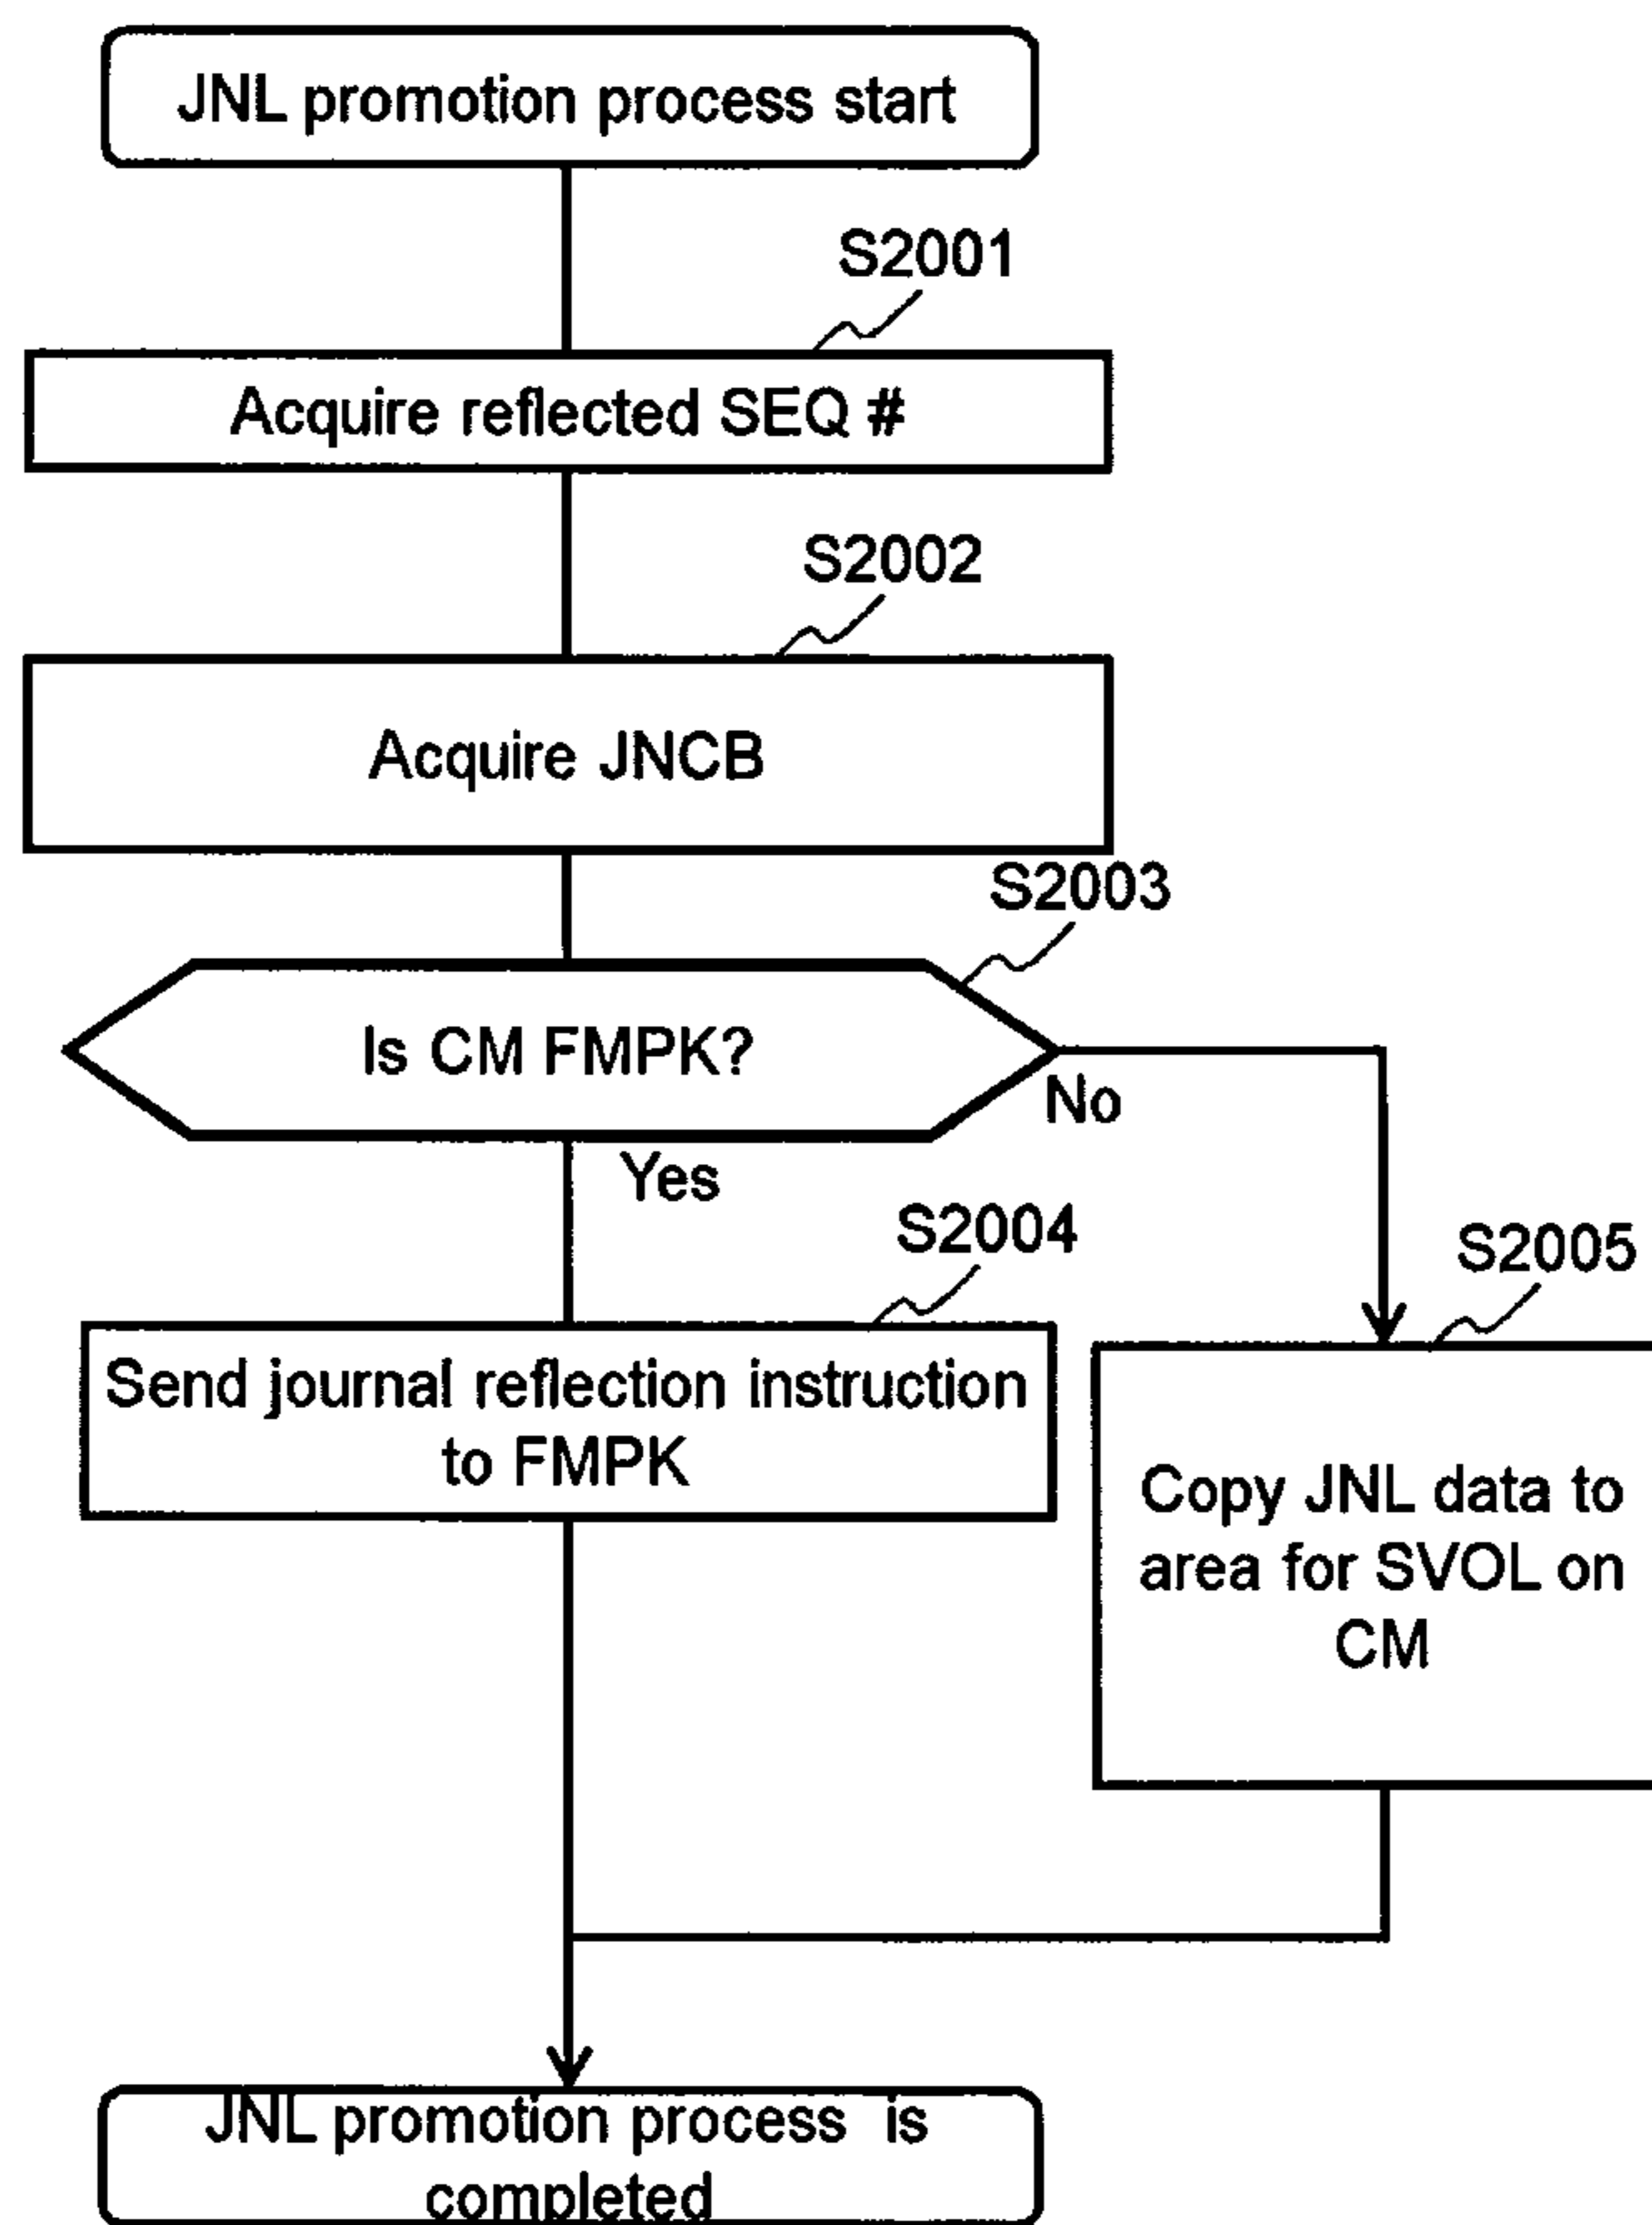 JNL promotion process start
S2001
Acquire reflected SEQ #
S2002
Acquire JNCB
S2003
Is CM FMPK?
No
Yes
S2004
Send journal reflection instruction
to FMPK
S2005
Copy JNL data to
area for SVOL on
CM
JNL promotion process is
completed